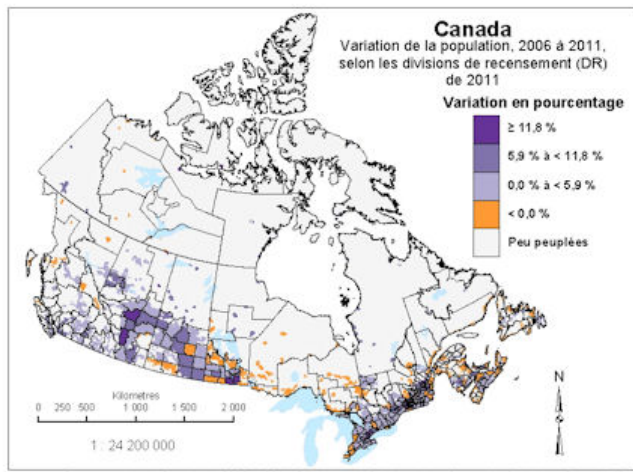 Canada
Variation de la population, 2006 à 2011,
selon les divisions de recensement (DR)
de 2011
Variation en pourcentage
≥ 11,8 %
5,9 % à < 11,8 %
0,0 % à < 5,9 %
< 0,0 %
Peu peuplées
N
Kilometres
0 250 500 1 000 1 500 2 000
1 : 24 200 000